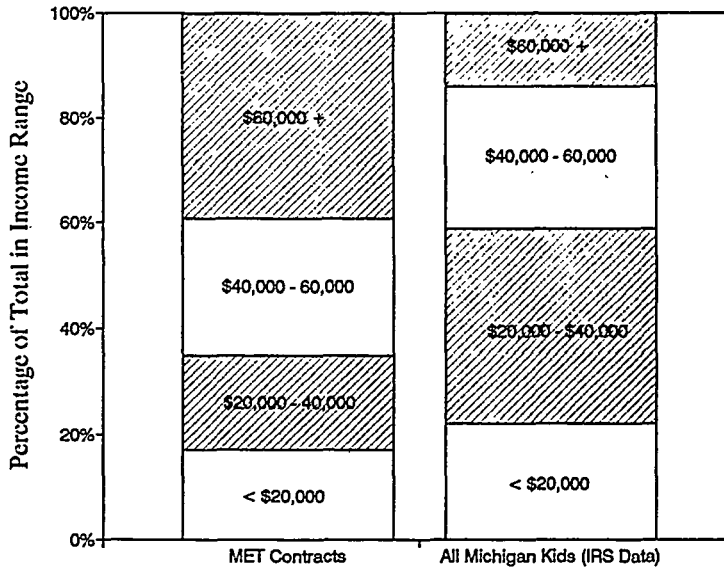 Percentage of Total in Income Range
100%
80%
60%
40%
20%
0%
$60,000 +
$40,000 - 60,000
$20,000 - 40,000
< $20,000
$60,000 +
$40,000 - 60,000
$20,000 - $40,000
< $20,000
MET Contracts
All Michigan Kids (IRS Data)